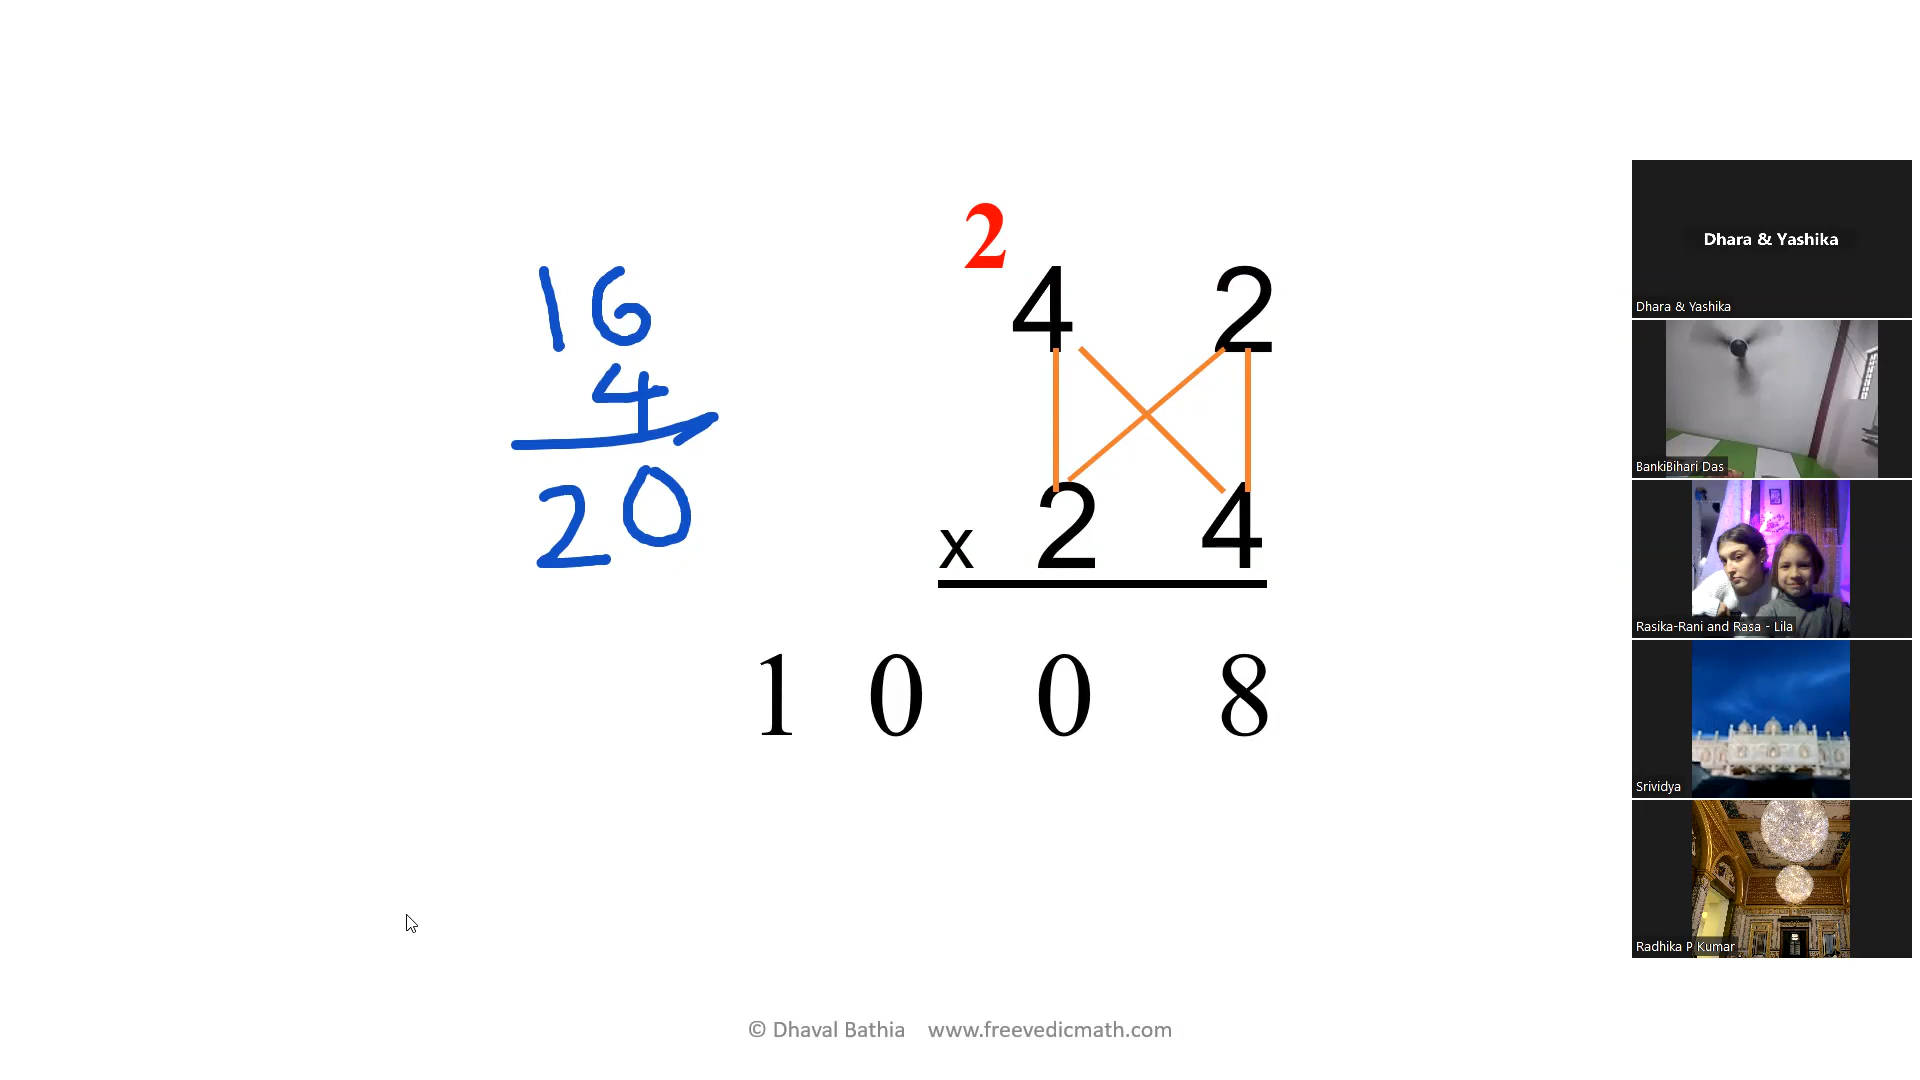 16
4
20
2
4 2
x 2 4
1 0 0 8
© Dhaval Bathia www.freevedicmath.com
Dhara & Yashika
Dhara & Yashika
BankiBihari Das
Rasika-Rani and Rasa - Lila
Srividya
Radhika P Kumar